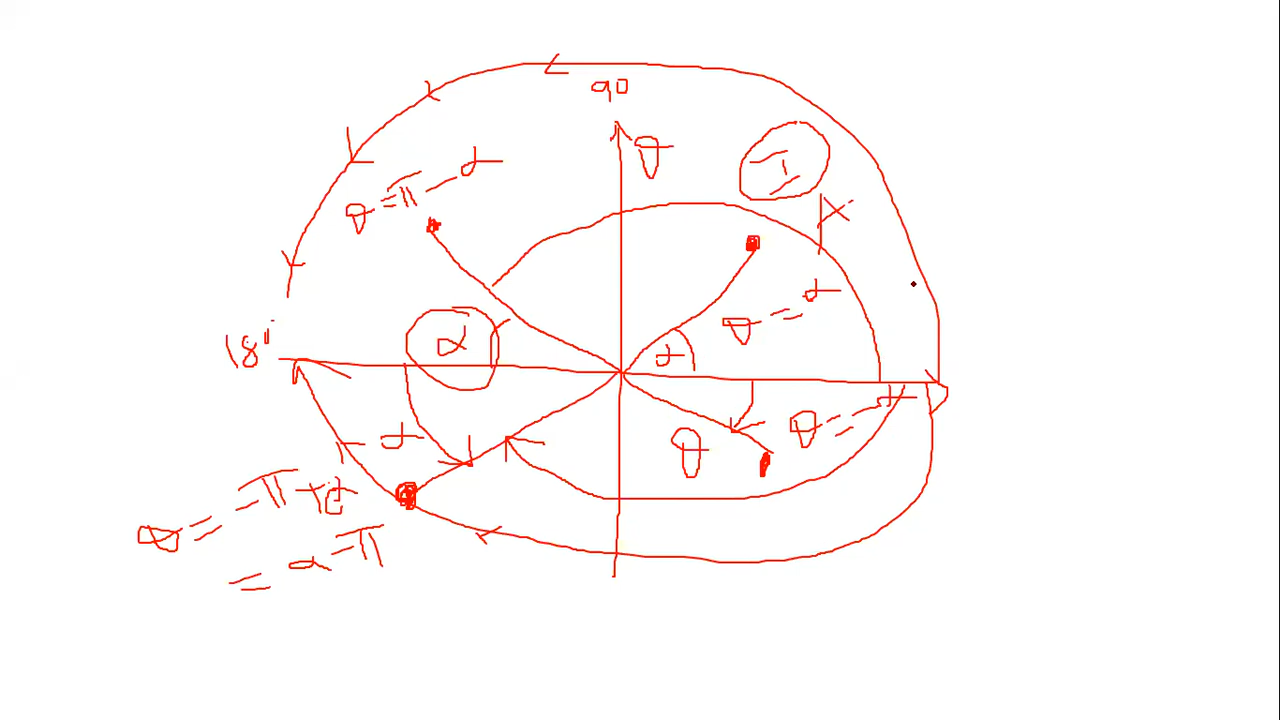 90
I
θ = π - α
θ = α
α
α
180
θ = -α
α
θ
θ = -π + α
= α - π